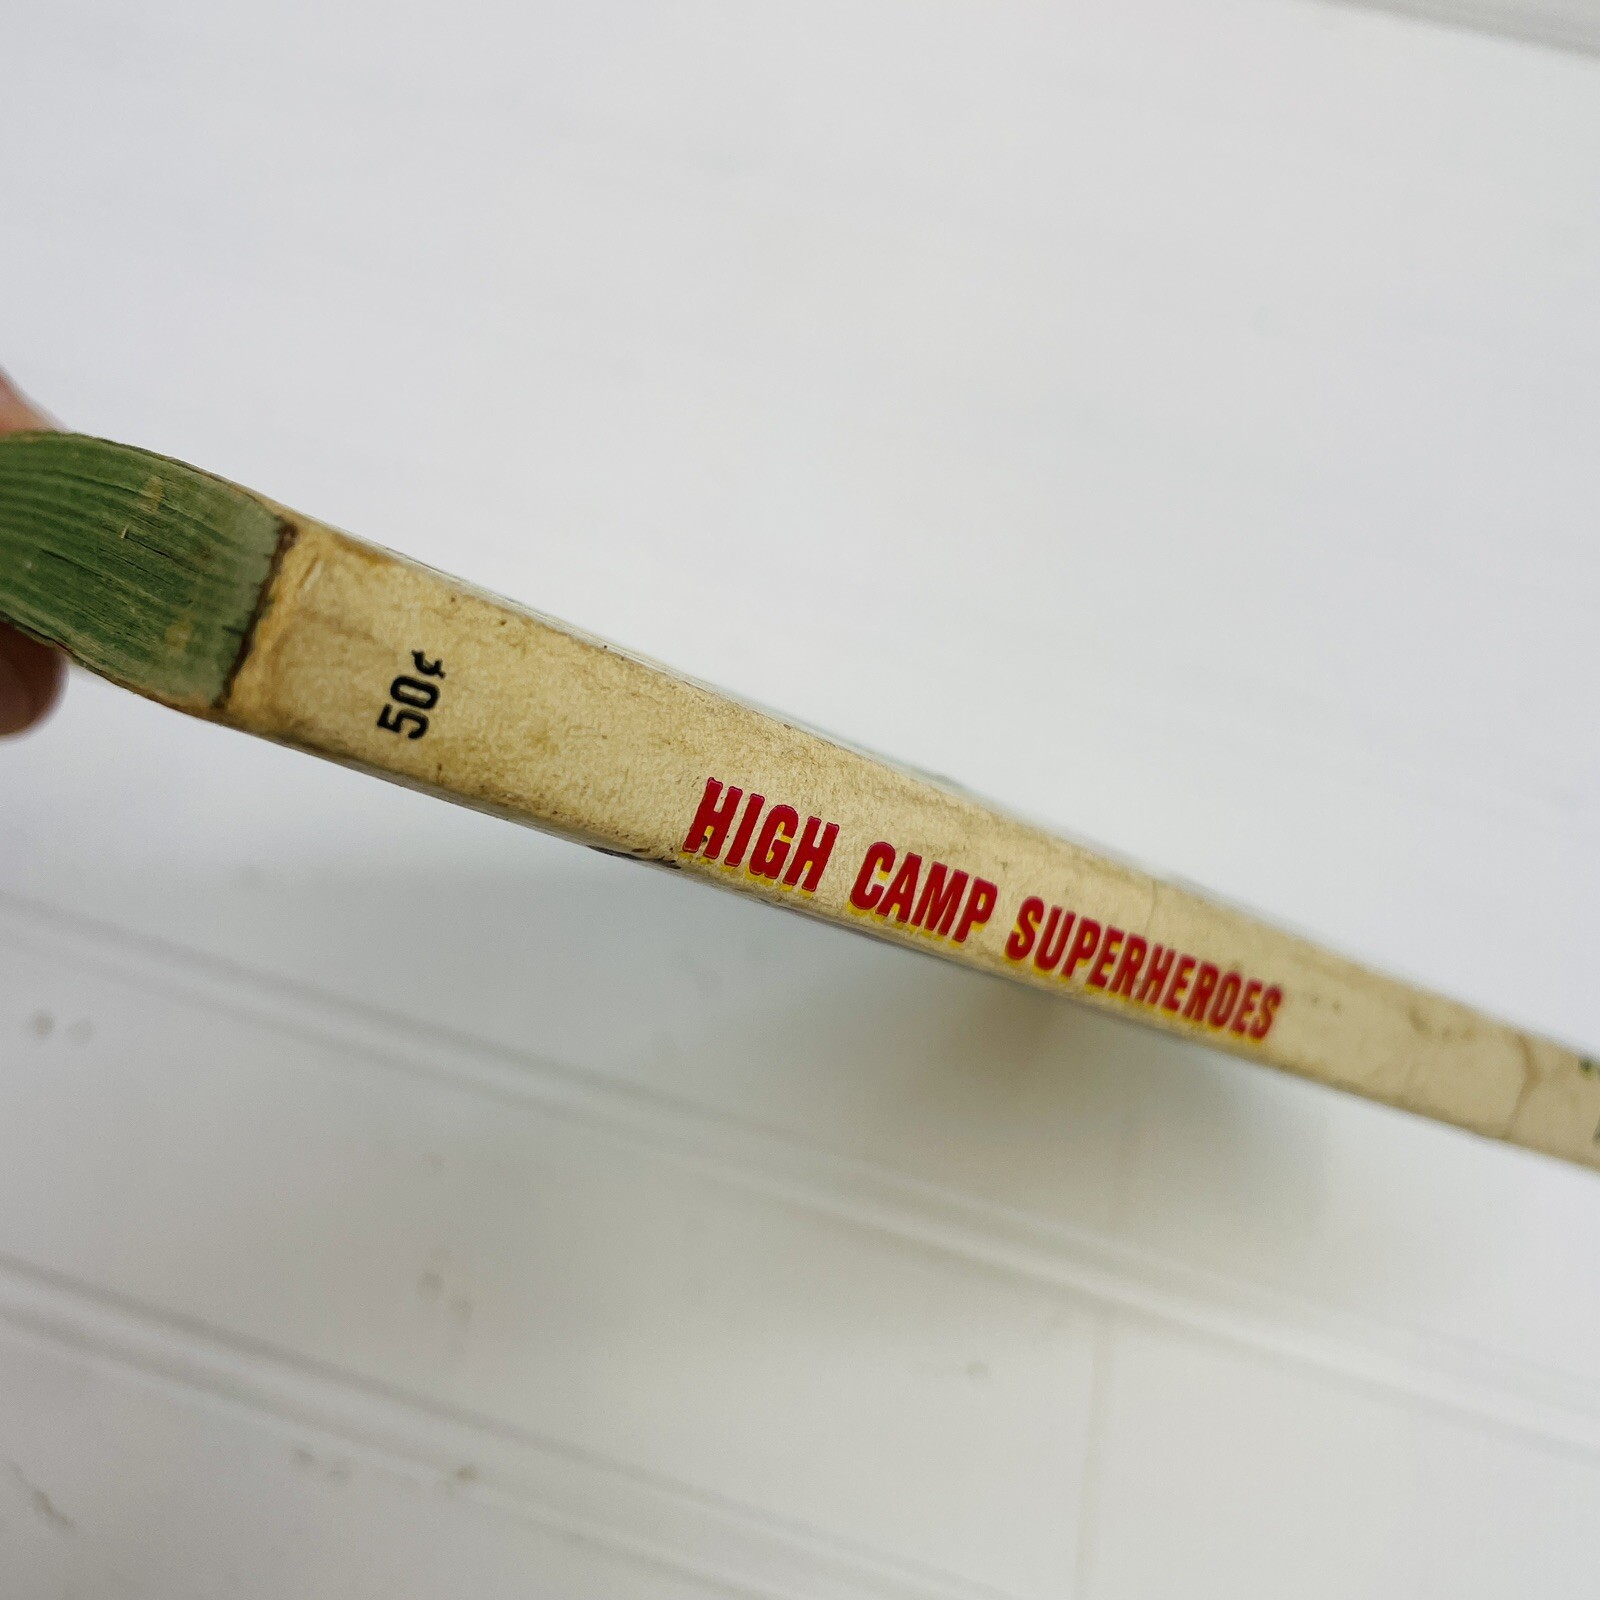 50¢
HIGH CAMP SUPERHEROES